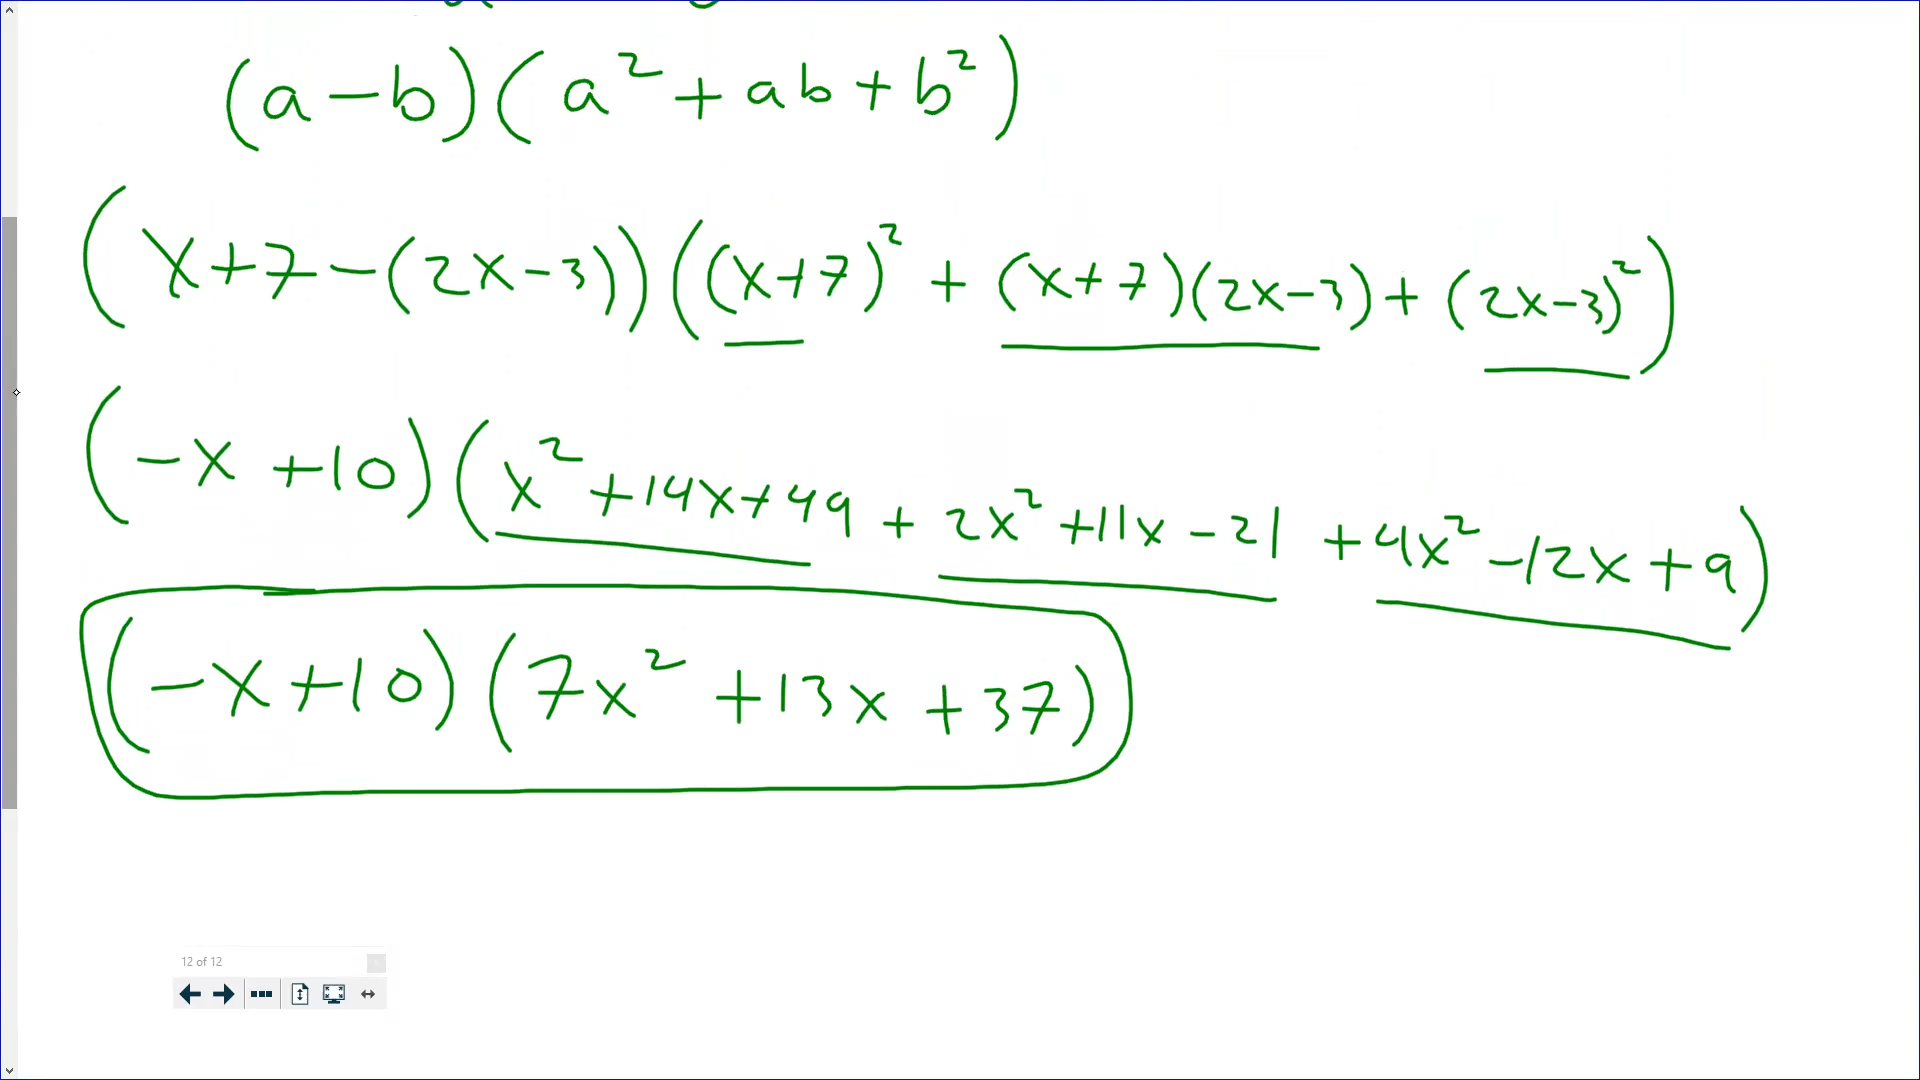 (a-b)(a²+ab+b²)
(x+7-(2x-3))((x+7)²+(x+7)(2x-3)+(2x-3)²)
(-x+10)(x²+14x+49+2x²+11x-21+4x²-12x+9)
(-x+10)(7x²+13x+37)
12 of 12